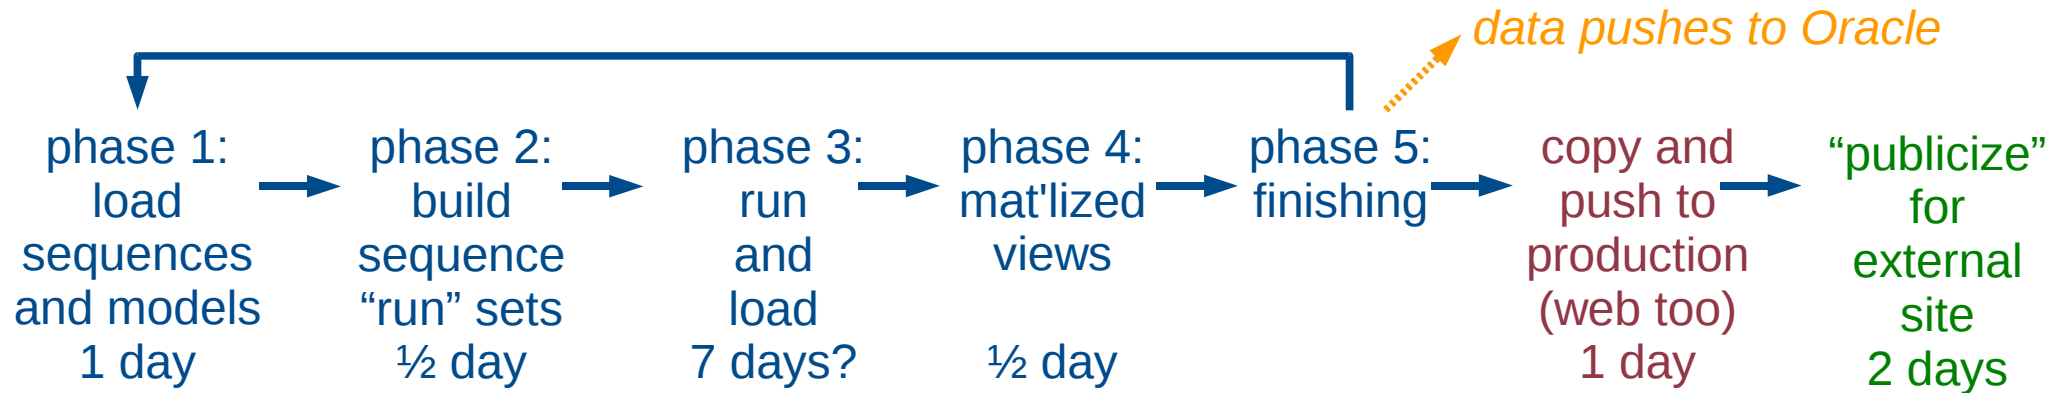 data pushes to Oracle
phase 1:
load
sequences
and models
1 day
phase 2:
build
sequence
“run” sets
½ day
phase 3:
run
and
load
7 days?
phase 4:
mat'lized
views
½ day
phase 5:
finishing
copy and
push to
production
(web too)
1 day
“publicize”
for
external
site
2 days